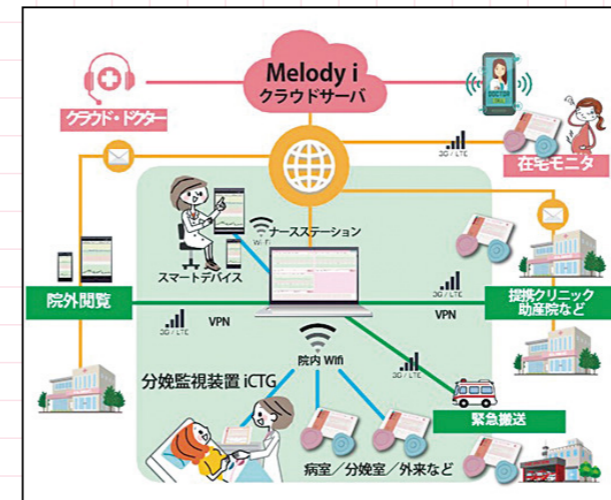 Melody i
クラウドサーバ
クラウド・ドクター
DOCTOR
3G / LTE
在宅モニタ
ナースステーション
Wi-Fi
スマートデバイス
院外閲覧
3G / LTE
提携クリニック
助産院など
3G / LTE
VPN
VPN
院内 Wifi
3G / LTE
分娩監視装置 iCTG
緊急搬送
病室／分娩室／外来など